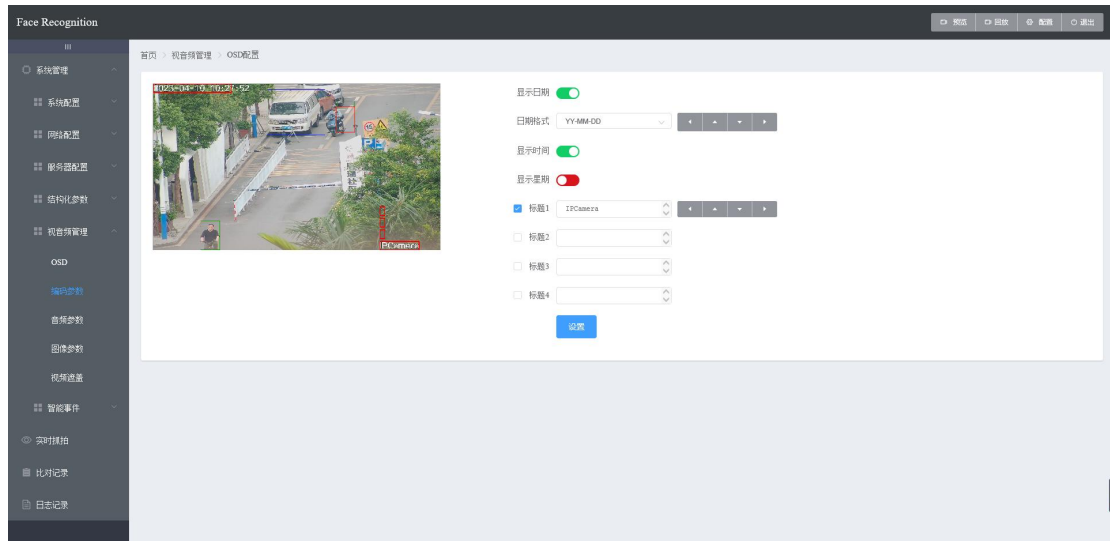 Face Recognition
预览 回放 配置 退出
首页 > 视音频管理 > OSD配置
系统管理
系统配置
网络配置
服务器配置
结构化参数
视音频管理
OSD
编码参数
音频参数
图像参数
视频遮盖
智能事件
实时抓拍
比对记录
日志记录
IPCamera
显示日期
日期格式 YY-MM-DD
显示时间
显示星期
标题1 IPCamera
标题2
标题3
标题4
设置